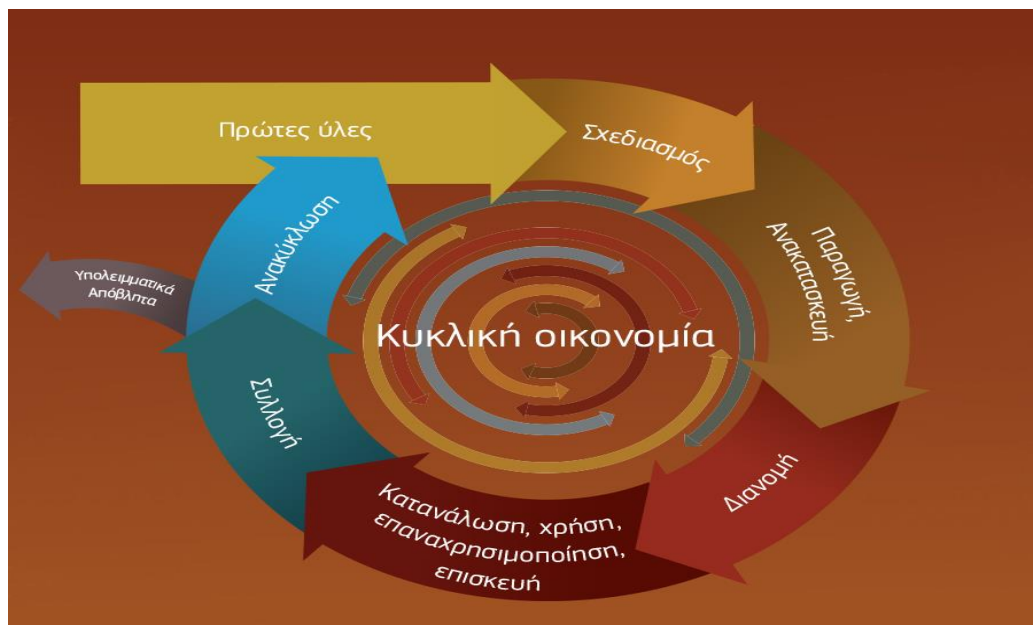 Πρώτες ύλες
Σχεδιασμός
Παραγωγή,
Ανακατασκευή
Διανομή
Κατανάλωση, χρήση,
επαναχρησιμοποίηση,
επισκευή
Συλλογή
Ανακύκλωση
Υπολειμματικά
Απόβλητα
Κυκλική οικονομία